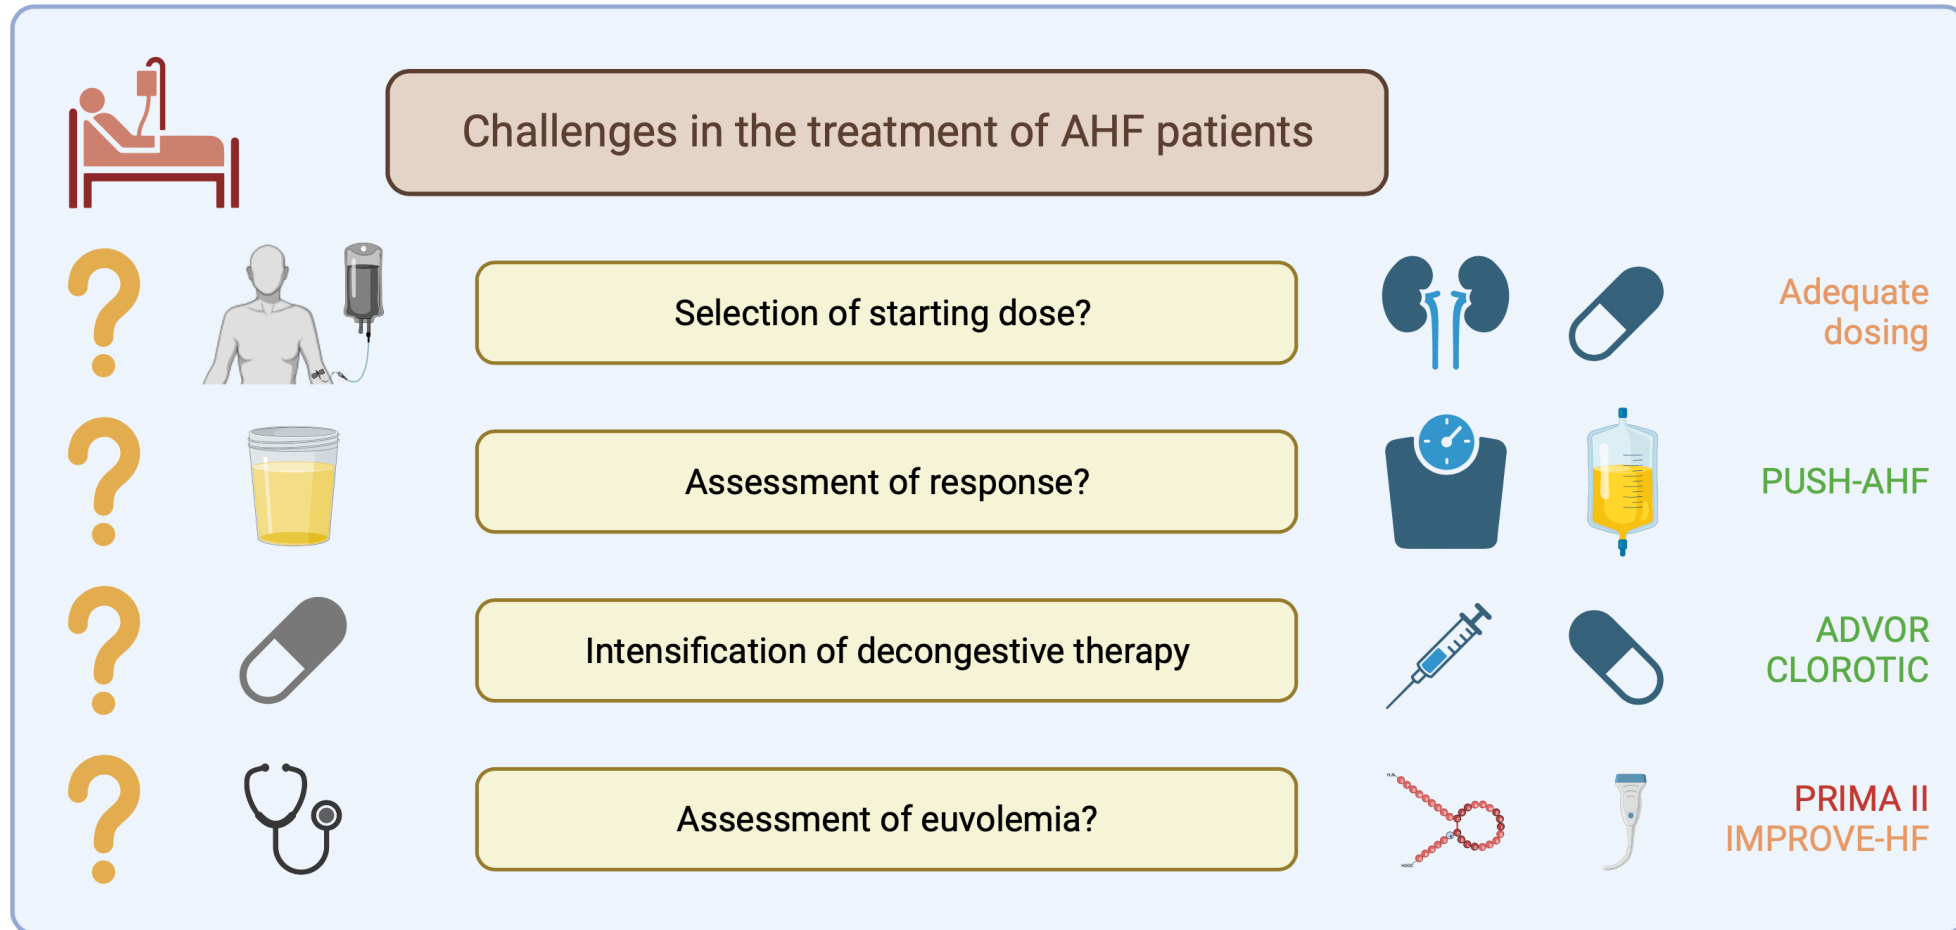 Challenges in the treatment of AHF patients
Selection of starting dose?
Adequate
dosing
Assessment of response?
PUSH-AHF
Intensification of decongestive therapy
ADVOR
CLOROTIC
Assessment of euvolemia?
PRIMA II
IMPROVE-HF